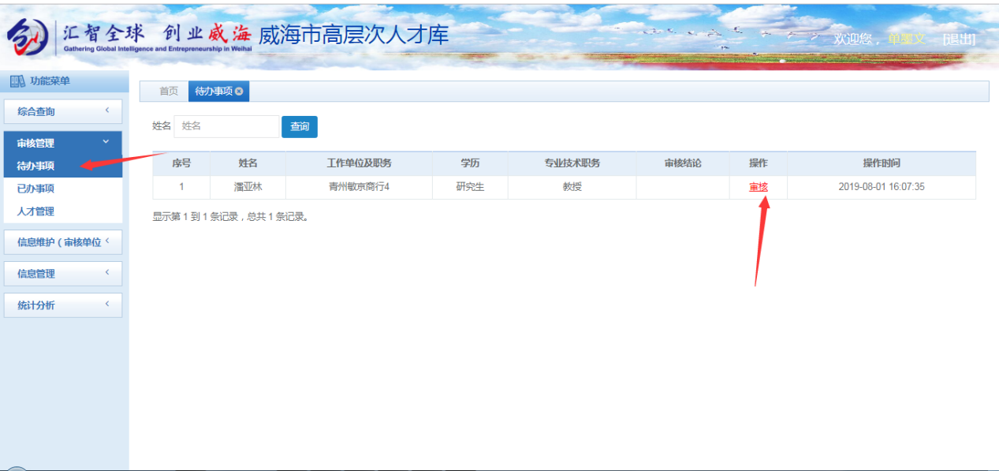 创
汇智全球 创业威海 威海市高层次人才库
Gathering Global Intelligence and Entrepreneurship in Weihai
欢迎您， 单秉文 [退出]
功能菜单
首页 待办事项
综合查询
姓名 姓名 查询
审核管理
待办事项
已办事项
人才管理
信息维护（审核单位
信息管理
统计分析
序号 姓名 工作单位及职务 学历 专业技术职务 审核结论 操作 操作时间
1 潘亚林 青州敏京商行4 研究生 教授 审核 2019-08-01 16:07:35
显示第 1 到 1 条记录，总共 1 条记录。